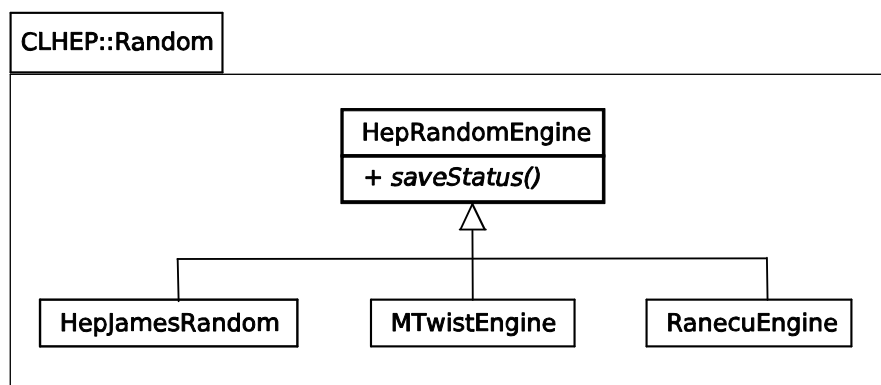 CLHEP::Random
HepRandomEngine
+ saveStatus()
HepJamesRandom
MTwistEngine
RanecuEngine